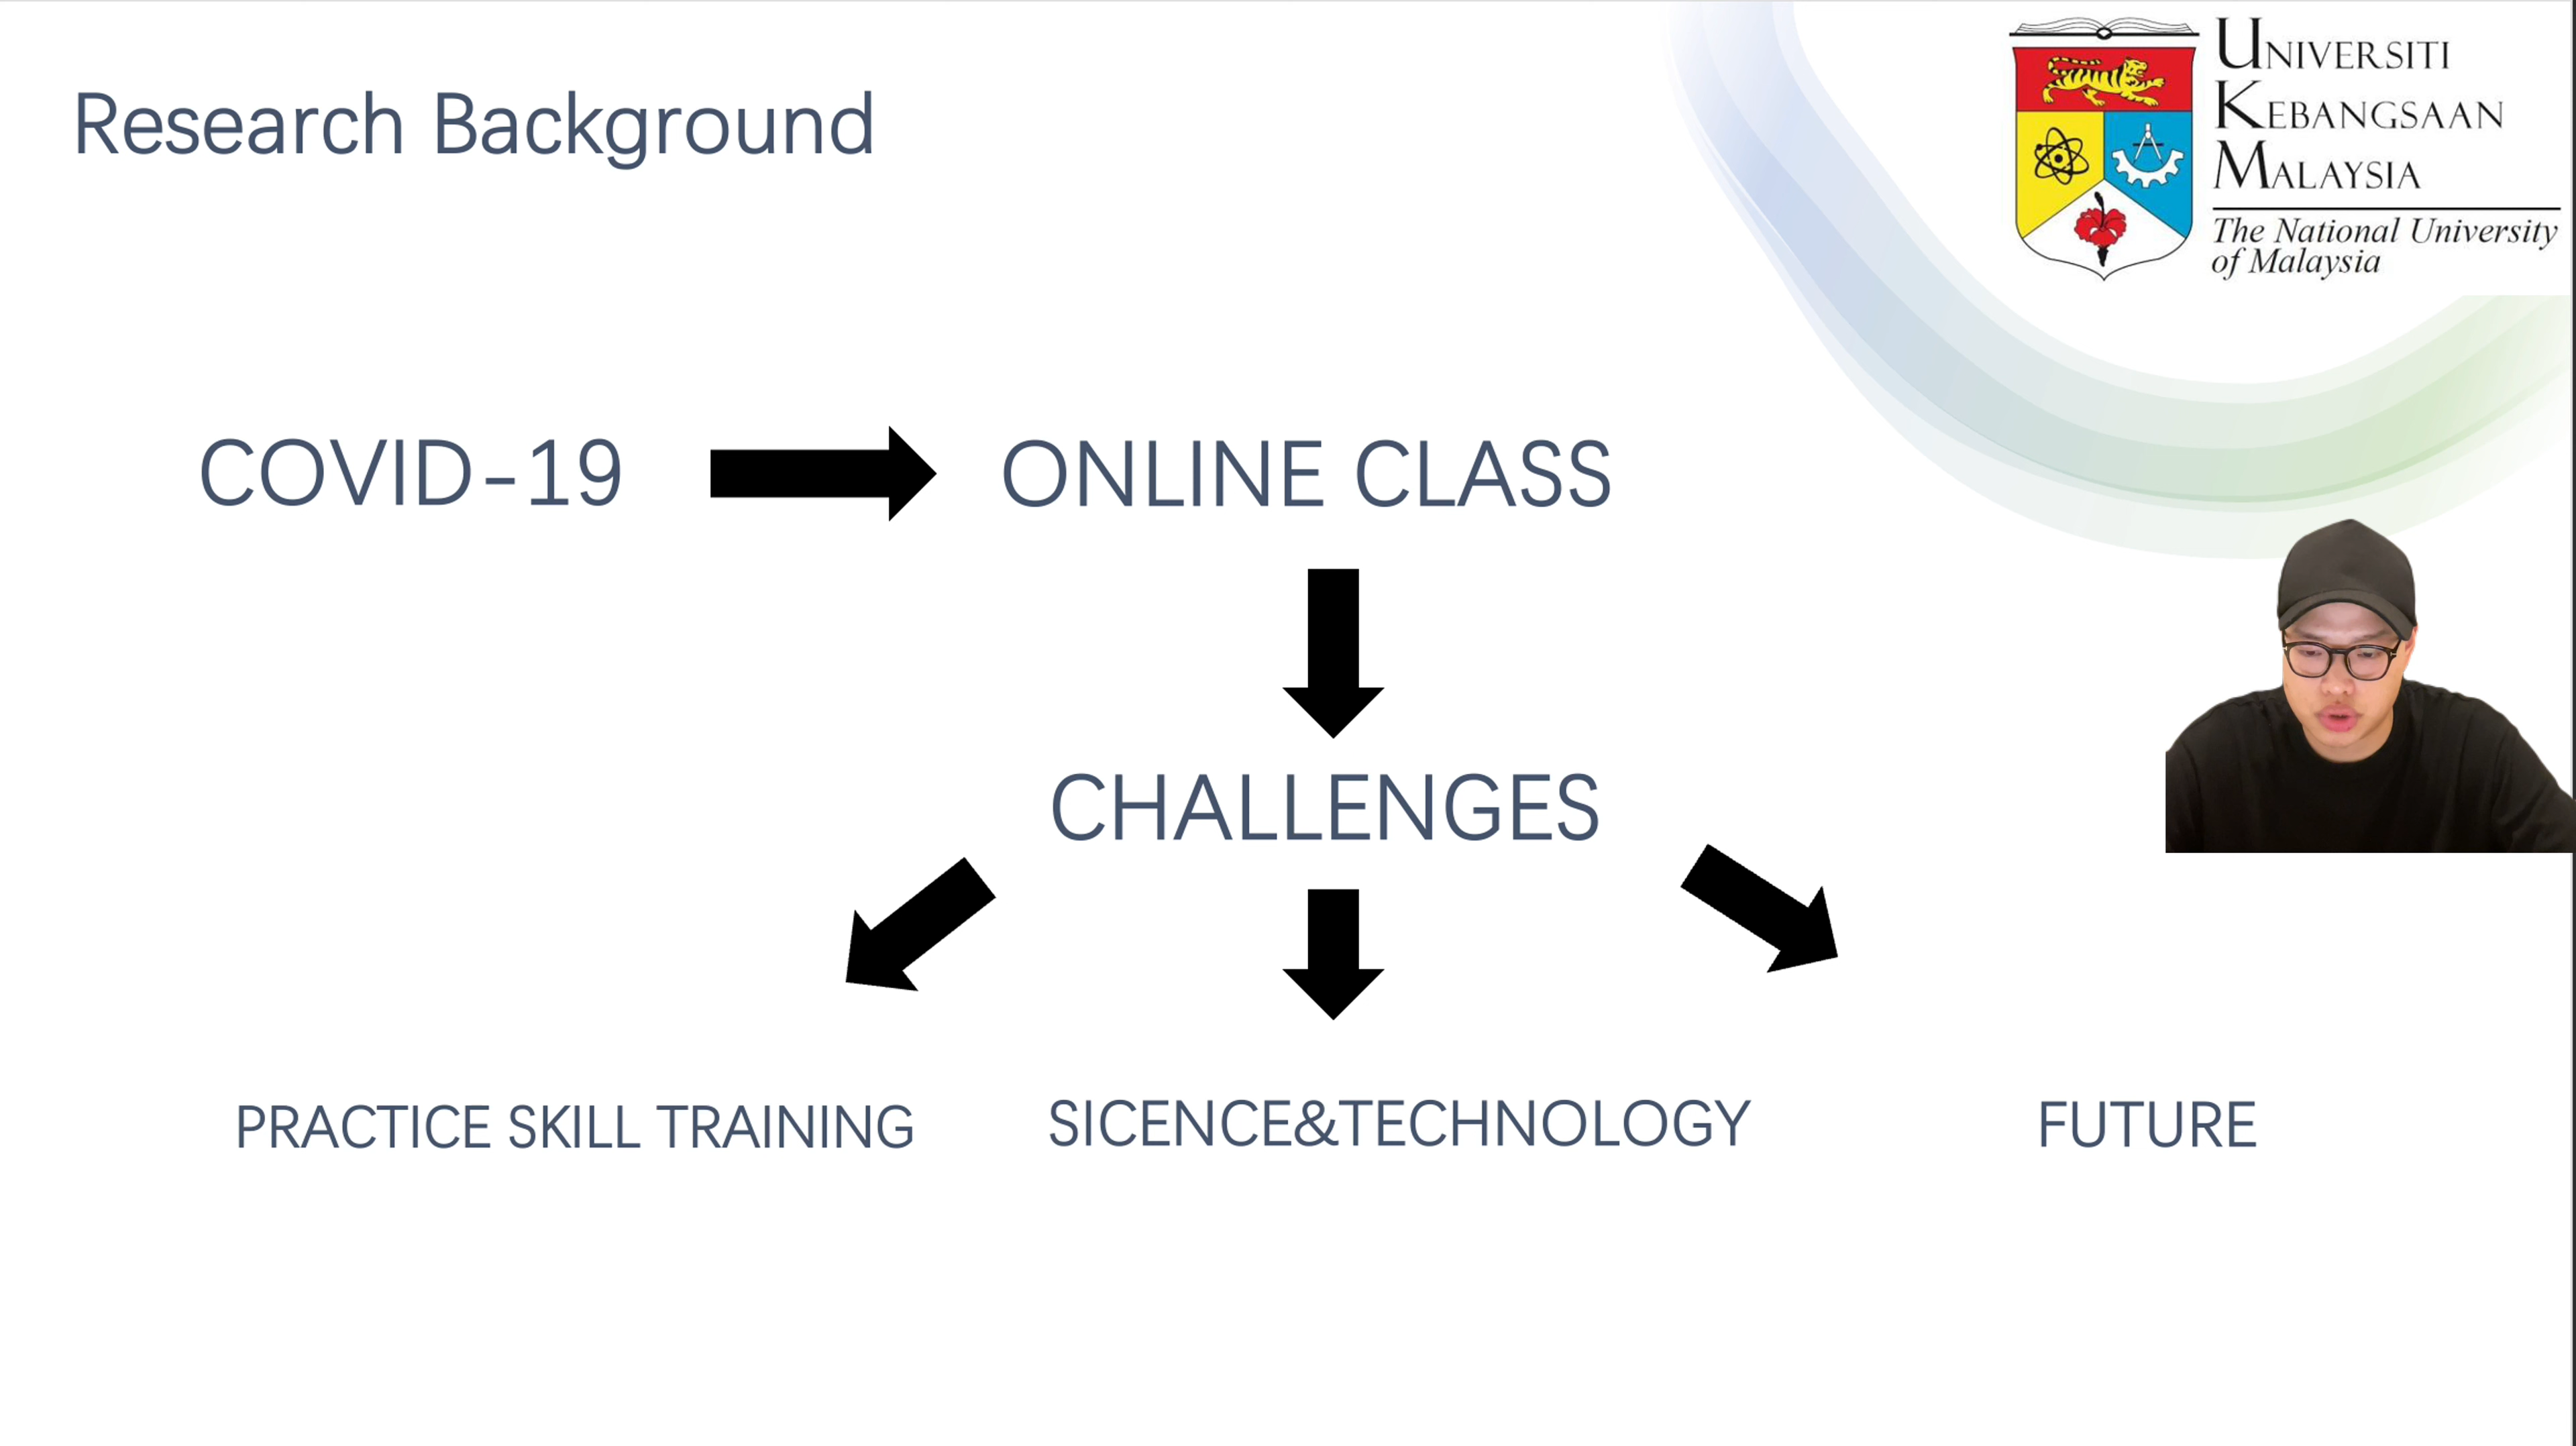 Research Background
UNIVERSITI
KEBANGSAAN
MALAYSIA
The National University
of Malaysia
COVID-19
ONLINE CLASS
CHALLENGES
PRACTICE SKILL TRAINING
SICENCE&TECHNOLOGY
FUTURE